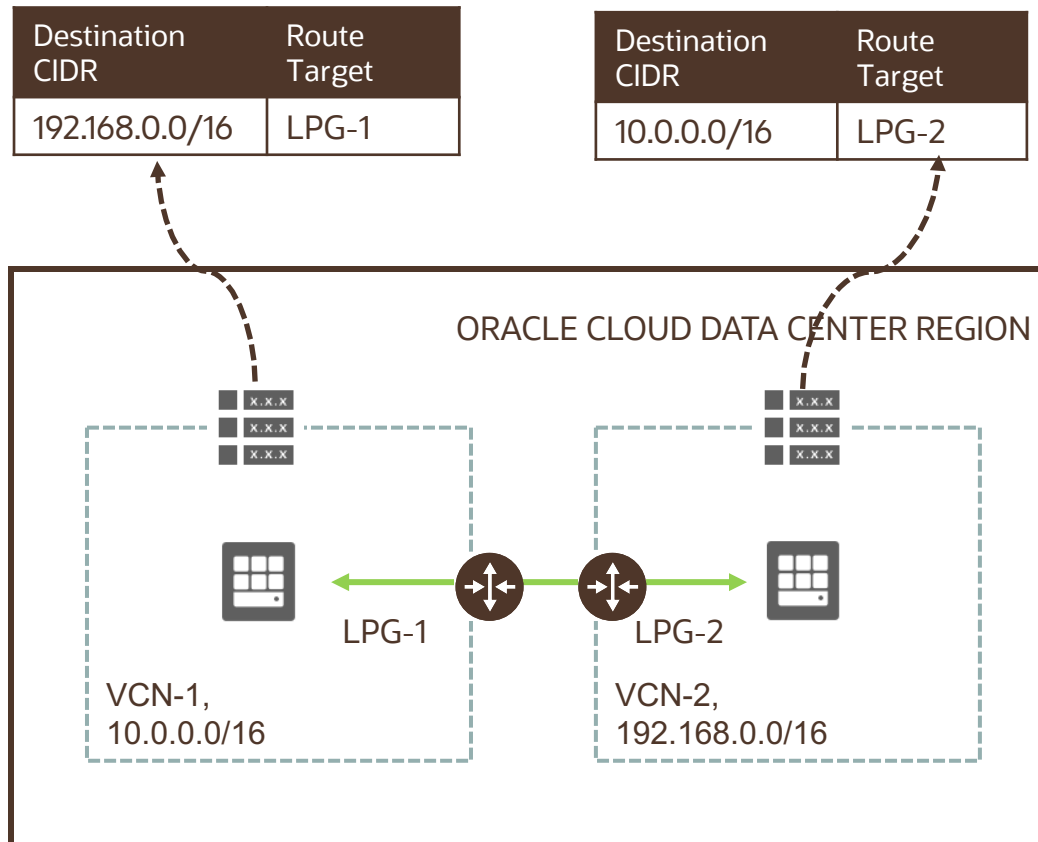 Destination CIDR
Route Target
192.168.0.0/16
LPG-1
Destination CIDR
Route Target
10.0.0.0/16
LPG-2
ORACLE CLOUD DATA CENTER REGION
x.x.x
x.x.x
x.x.x
x.x.x
x.x.x
x.x.x
LPG-1
LPG-2
VCN-1,
10.0.0.0/16
VCN-2,
192.168.0.0/16